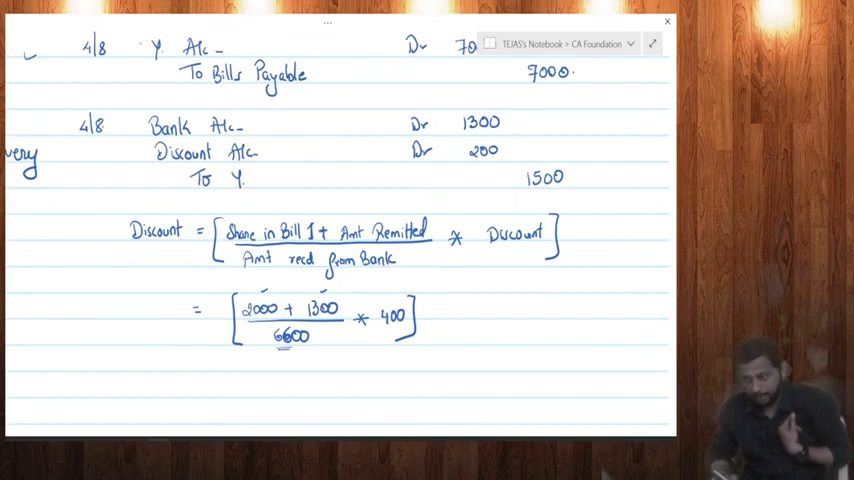 TEJAS's Notebook > CA Foundation
4/8 Y. A/c - Dr 70
To Bills Payable 7000.
4/8 Bank A/c - Dr 1300
very Discount A/c - Dr 200
To Y. 1500
Discount = [ Share in Bill I + Amt Remitted * Discount ]
Amt recd from Bank
= [ 2000 + 1300 * 400 ]
6600